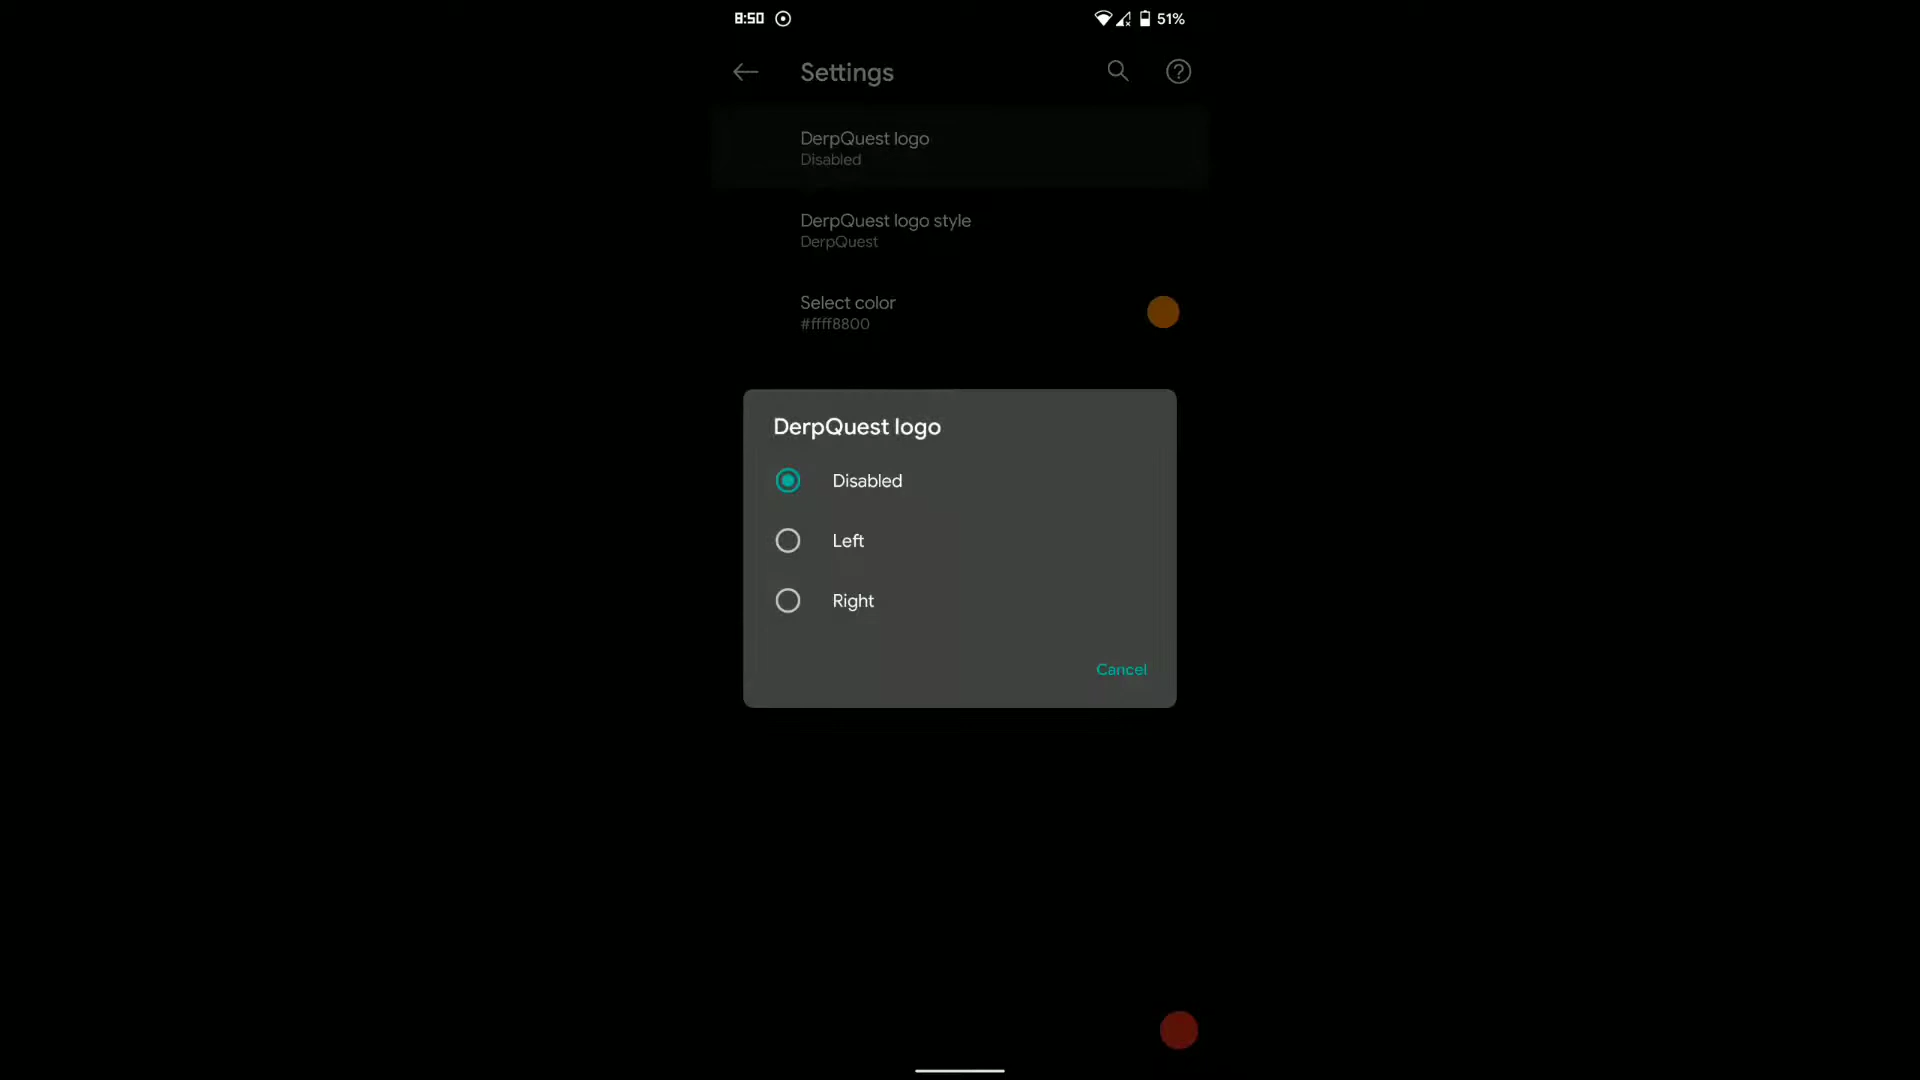 8:50
51%
Settings
DerpQuest logo
Disabled
DerpQuest logo style
DerpQuest
Select color
#ffff8800
DerpQuest logo
Disabled
Left
Right
Cancel